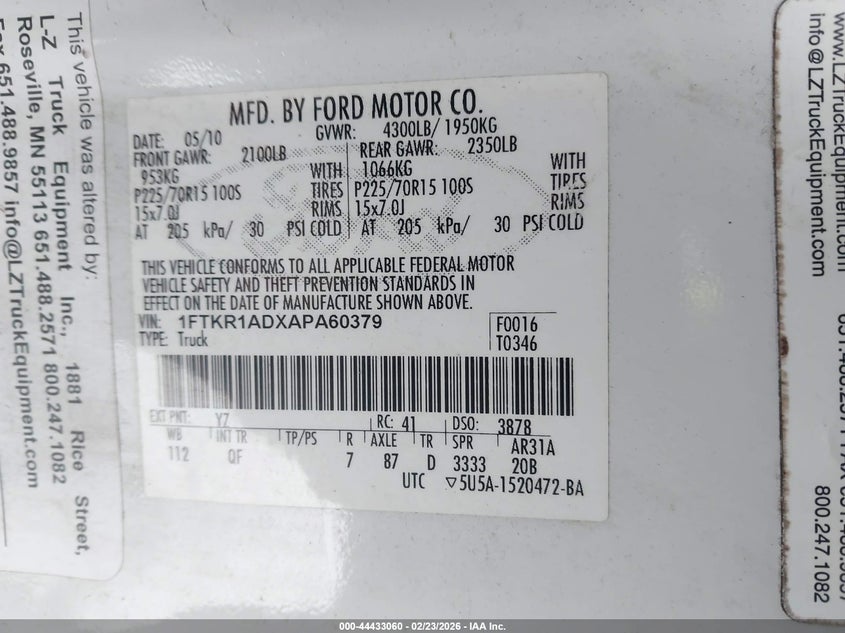 This vehicle was altered by:
L-Z Truck Equipment Inc., 1881 Rice Street,
Roseville, MN 55113 651.488.2571 800.247.1082
Fax 651.488.9857 info@LZTruckEquipment.com
MFD. BY FORD MOTOR CO.
DATE: 05/10 GVWR: 4300LB/ 1950KG
FRONT GAWR: 2100LB REAR GAWR: 2350LB
953KG WITH 1066KG WITH
P225/70R15 100S TIRES P225/70R15 100S TIRES
15x7.0J RIMS 15x7.0J RIMS
AT 205 kPa/ 30 PSI COLD AT 205 kPa/ 30 PSI COLD
THIS VEHICLE CONFORMS TO ALL APPLICABLE FEDERAL MOTOR
VEHICLE SAFETY AND THEFT PREVENTION STANDARDS IN
EFFECT ON THE DATE OF MANUFACTURE SHOWN ABOVE.
VIN: 1FTKR1ADXAPA60379 F0016
TYPE: Truck T0346
EXT PNT: YZ RC: 41 DSO: 3878
WB INT TR TP/PS R AXLE TR SPR AR31A
112 QF 7 87 D 3333 20B
UTC ▽5U5A-1520472-BA
www.LZTruckEquipment.com
info@LZTruckEquipment.com
800.247.1082
000-44433060 - 02/23/2026 - IAA Inc.